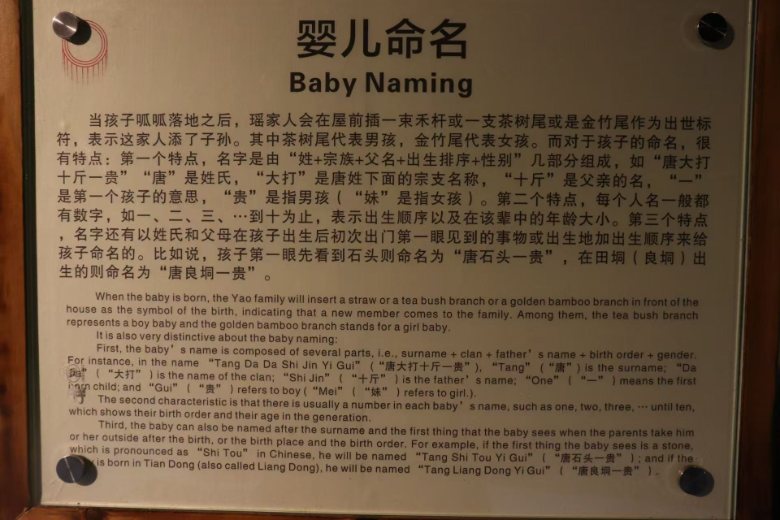 婴儿命名
Baby Naming
当孩子呱呱落地之后，瑶家人会在屋前插一束禾杆或一支茶树尾或是金竹尾作为出世标
符，表示这家人添了子孙。其中茶树尾代表男孩，金竹尾代表女孩。而对于孩子的命名，很
有特点：第一个特点，名字是由“姓+宗族+父名+出生排序+性别”几部分组成，如“唐大打
十斤一贵”“唐”是姓氏，“大打”是唐姓下面的宗支名称，“十斤”是父亲的名，“一”
是第一个孩子的意思，“贵”是指男孩（“妹”是指女孩）。第二个特点，每个人名一般都
有数字，如一、二、三、…到十为止，表示出生顺序以及在该辈中的年龄大小。第三个特点
，名字还有以姓氏和父母在孩子出生后初次出门第一眼见到的事物或出生地加出生顺序来给
孩子命名的。比如说，孩子第一眼先看到石头则命名为“唐石头一贵”，在田垌（良垌）出
生的则命名为“唐良垌一贵”。
When the baby is born, the Yao family will insert a straw or a tea bush branch or a golden bamboo branch in front of the
house as the symbol of the birth, indicating that a new member comes to the family. Among them, the tea bush branch
represents a boy baby and the golden bamboo branch stands for a girl baby.
It is also very distinctive about the baby naming:
First, the baby's name is composed of several parts, i.e., surname + clan + father's name + birth order + gender.
For instance, in the name “Tang Da Da Shi Jin Yi Gui”（“唐大打十斤一贵”）, “Tang”（“唐”）is the surname; “Da
（“大打”）is the name of the clan; “Shi Jin”（“十斤”）is the father's name; “One”（“一”）means the first
born child; and “Gui”（“贵”）refers to boy（“Mei”（“妹”）refers to girl.).
The second characteristic is that there is usually a number in each baby's name, such as one, two, three, … until ten,
which shows their birth order and their age in the generation.
Third, the baby can also be named after the surname and the first thing that the baby sees when the parents take him
or her outside after the birth, or the birth place and the birth order. For example, if the first thing the baby sees is a stone,
which is pronounced as “Shi Tou” in Chinese, he will be named “Tang Shi Tou Yi Gui”（“唐石头一贵”）; and if the
is born in Tian Dong (also called Liang Dong), he will be named “Tang Liang Dong Yi Gui”（“唐良垌一贵”）.